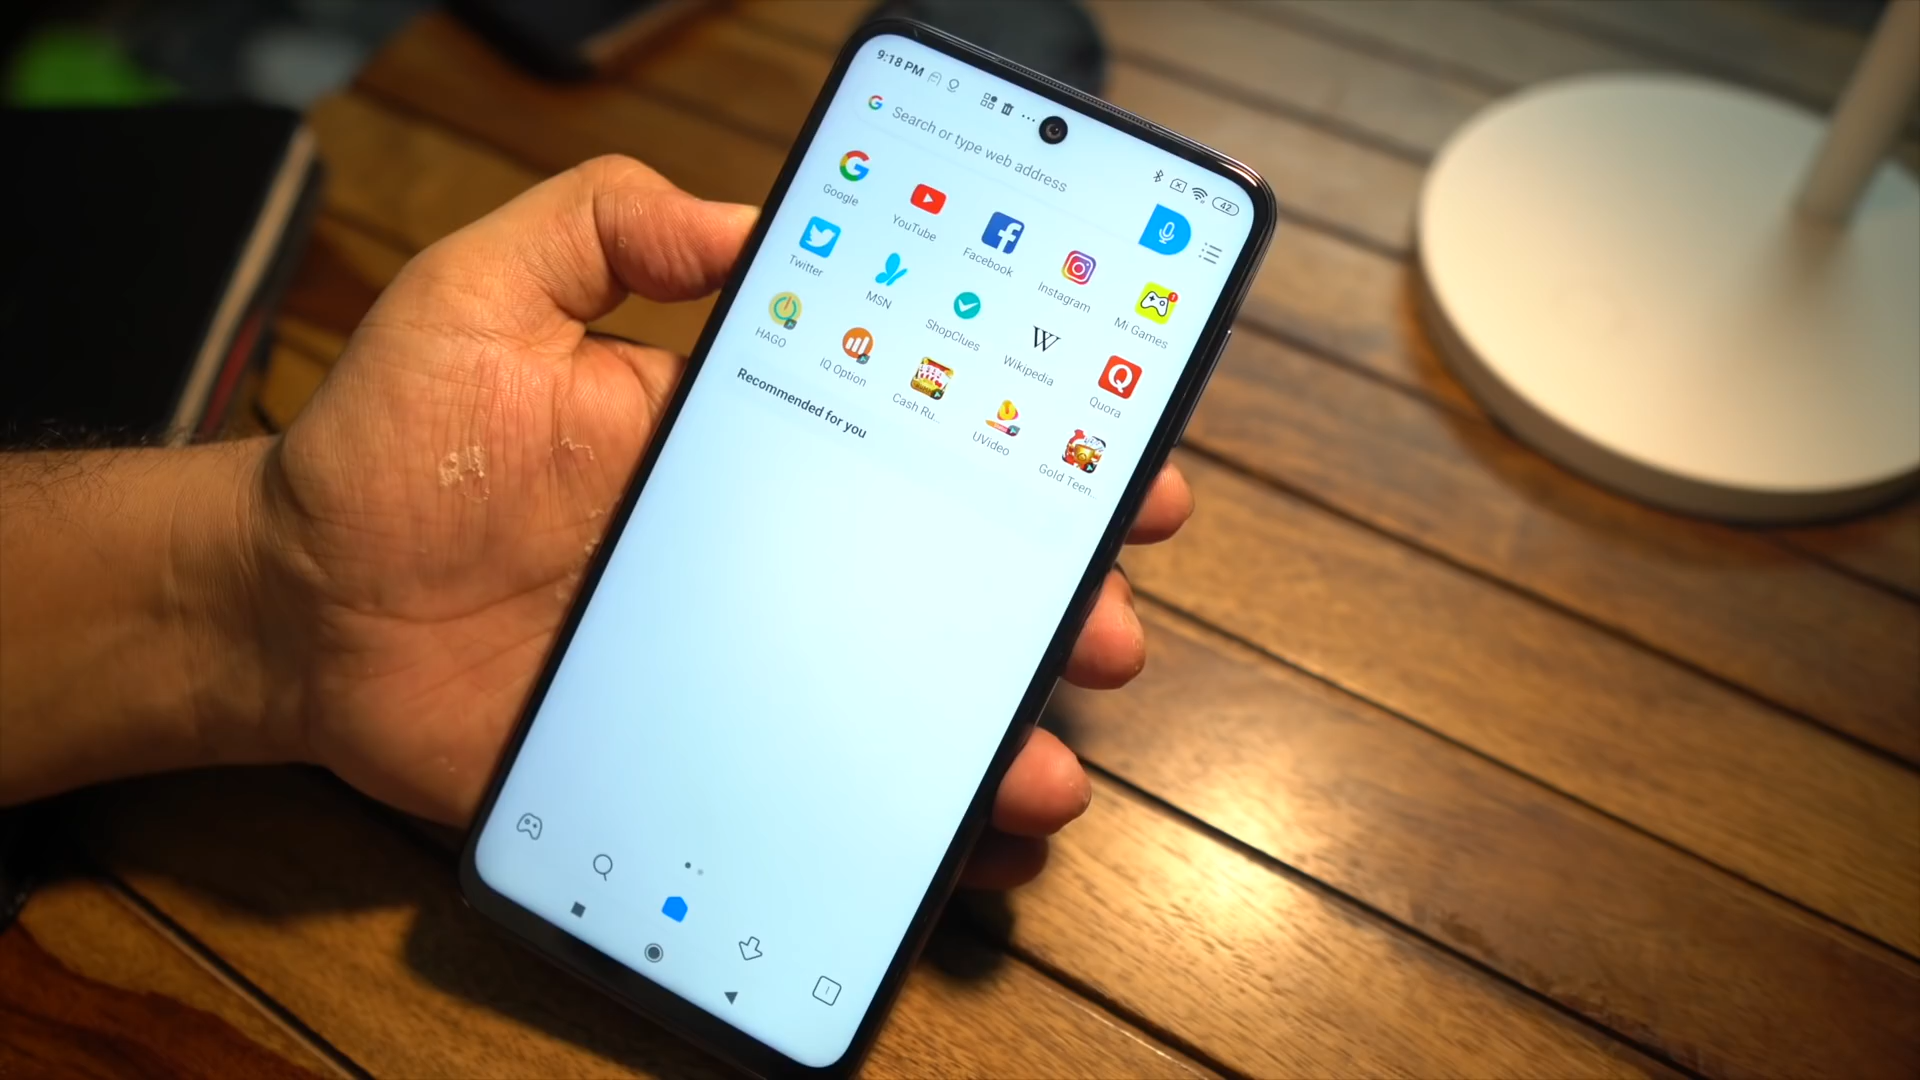 9:18 PM
42
Search or type web address
Google
YouTube
Facebook
Instagram
Mi Games
Twitter
MSN
ShopClues
Wikipedia
Quora
HAGO
IQ Option
Cash Ru...
UVideo
Gold Teen...
Recommended for you